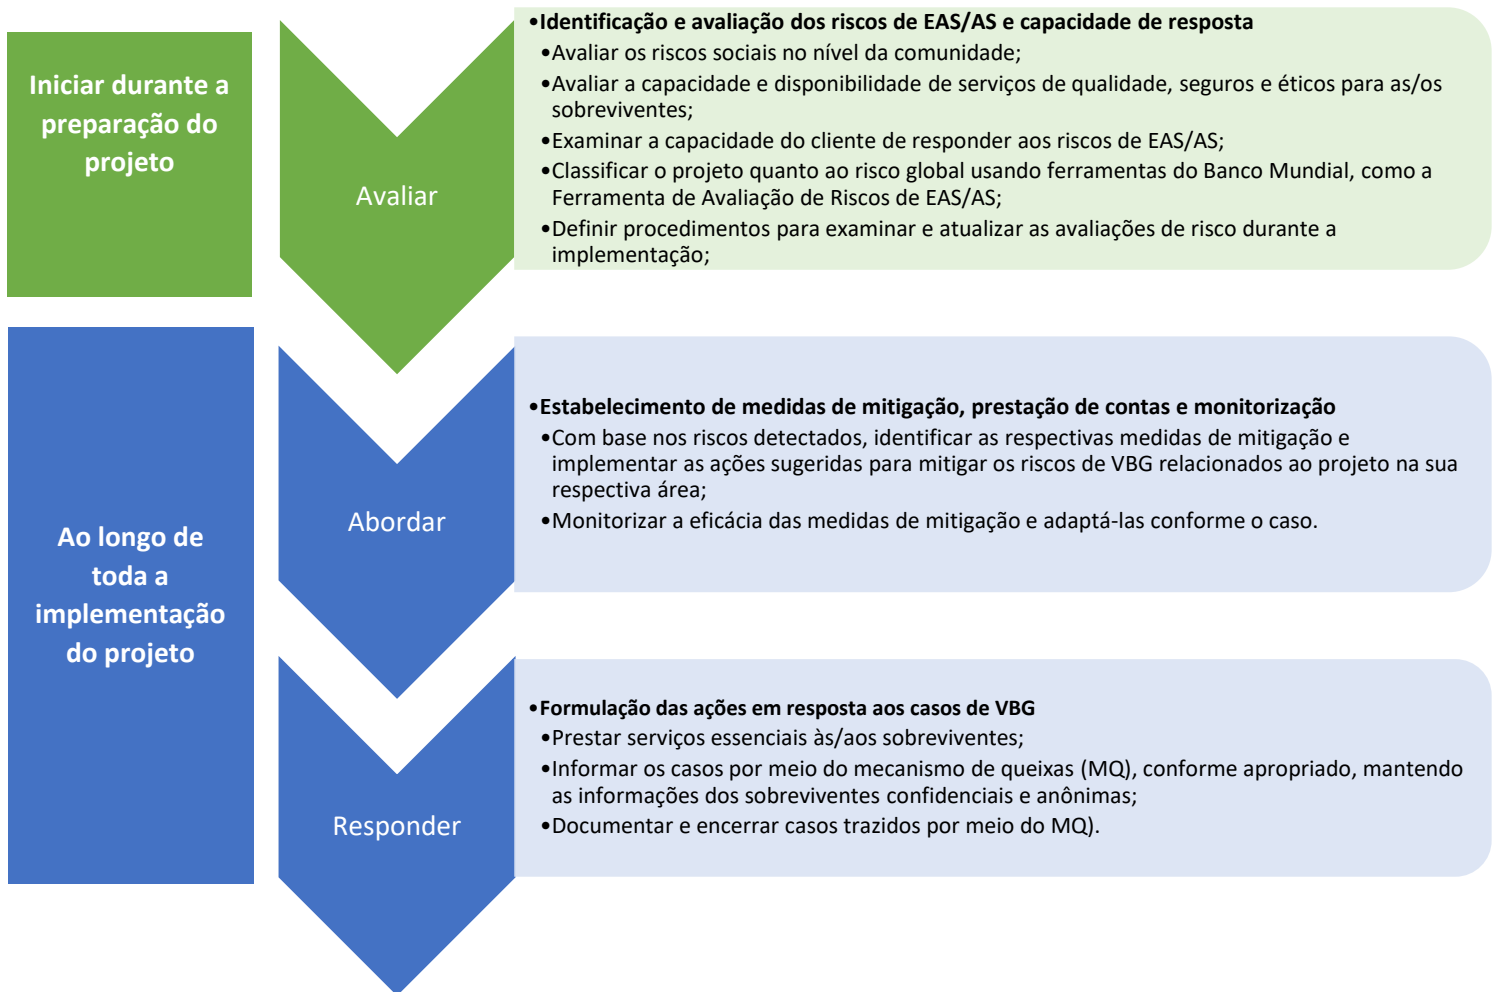 Iniciar durante a
preparação do
projeto
Avaliar
•Identificação e avaliação dos riscos de EAS/AS e capacidade de resposta
•Avaliar os riscos sociais no nível da comunidade;
•Avaliar a capacidade e disponibilidade de serviços de qualidade, seguros e éticos para as/os
sobreviventes;
•Examinar a capacidade do cliente de responder aos riscos de EAS/AS;
•Classificar o projeto quanto ao risco global usando ferramentas do Banco Mundial, como a
Ferramenta de Avaliação de Riscos de EAS/AS;
•Definir procedimentos para examinar e atualizar as avaliações de risco durante a
implementação;
Ao longo de
toda a
implementação
do projeto
Abordar
•Estabelecimento de medidas de mitigação, prestação de contas e monitorização
•Com base nos riscos detectados, identificar as respectivas medidas de mitigação e
implementar as ações sugeridas para mitigar os riscos de VBG relacionados ao projeto na sua
respectiva área;
•Monitorizar a eficácia das medidas de mitigação e adaptá-las conforme o caso.
Responder
•Formulação das ações em resposta aos casos de VBG
•Prestar serviços essenciais às/aos sobreviventes;
•Informar os casos por meio do mecanismo de queixas (MQ), conforme apropriado, mantendo
as informações dos sobreviventes confidenciais e anônimas;
•Documentar e encerrar casos trazidos por meio do MQ).